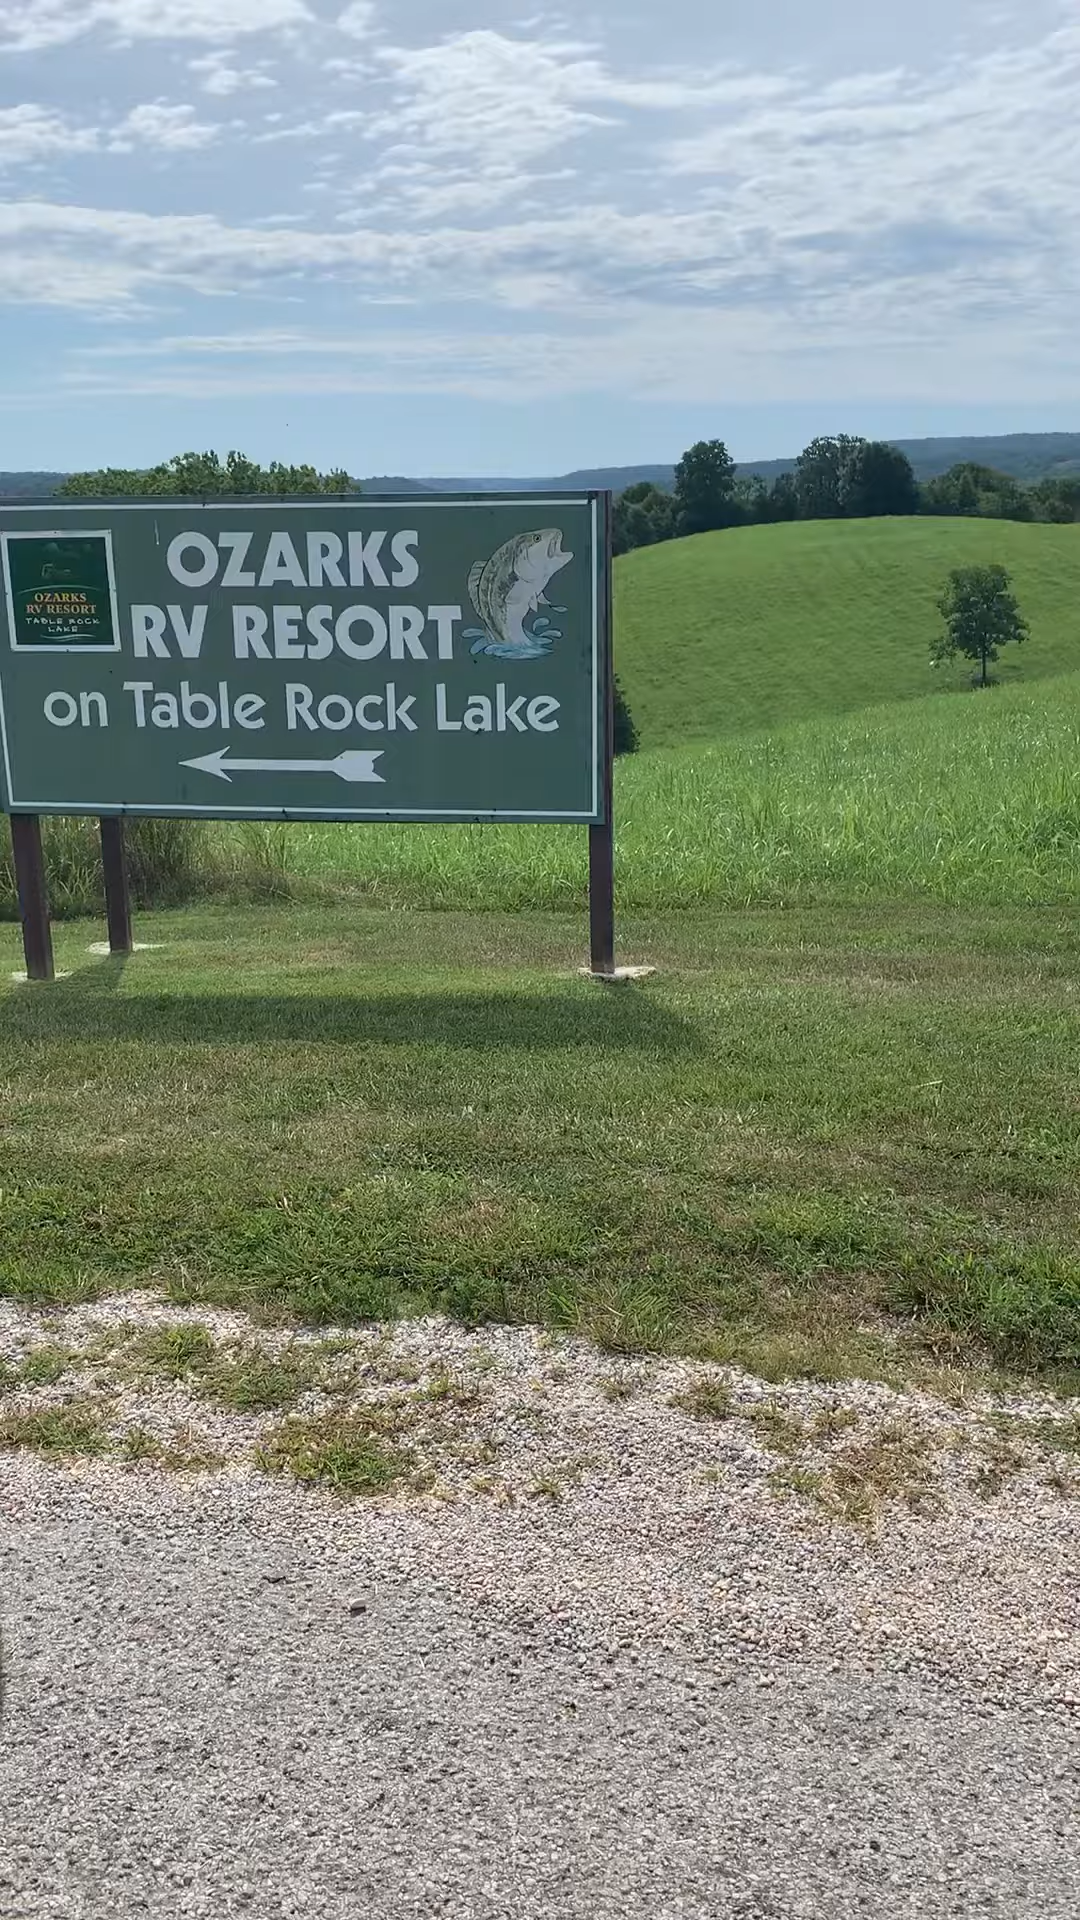 OZARKS
RV RESORT
on Table Rock Lake
OZARKS
RV RESORT
TABLE ROCK
LAKE